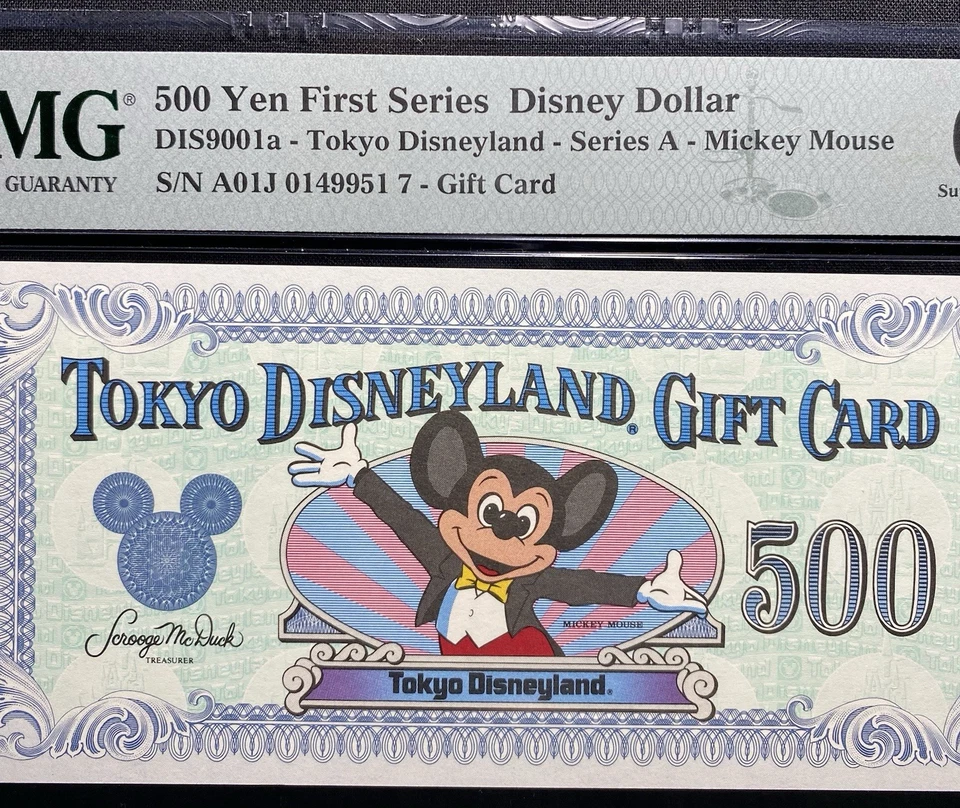 MG®
500 Yen First Series Disney Dollar
DIS9001a - Tokyo Disneyland - Series A - Mickey Mouse
GUARANTY
S/N A01J 0149951 7 - Gift Card
Su
TOKYO DISNEYLAND® GIFT CARD
500
Scrooge McDuck
TREASURER
MICKEY MOUSE
Tokyo Disneyland®